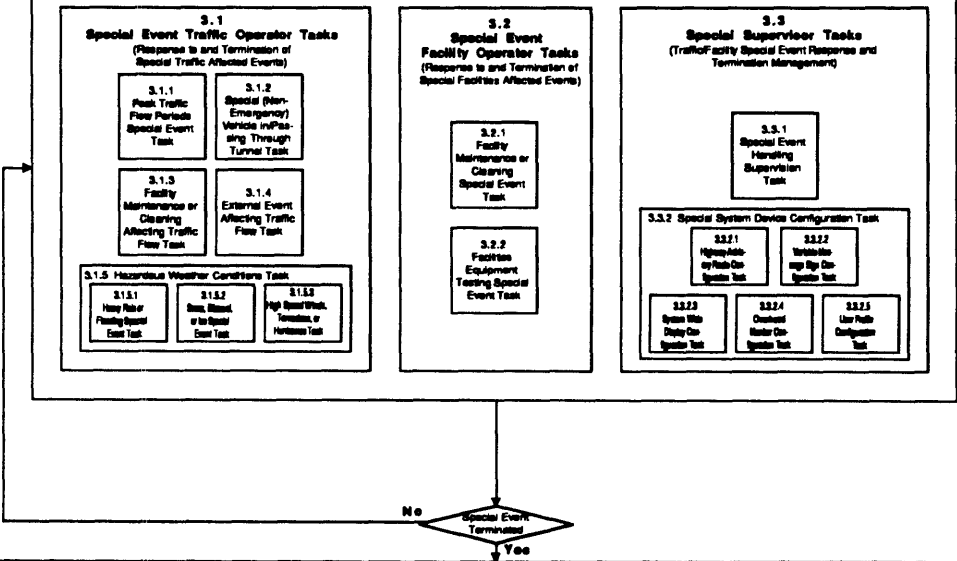 3.1
Special Event Traffic Operator Tasks
(Response to and Termination of
Special Traffic Affected Events)
3.1.1
Peak Traffic
Flow Periods
Special Event
Task
3.1.2
Special (Non-
Emergency)
Vehicle in/Pas-
sing Through
Tunnel Task
3.1.3
Facility
Maintenance or
Cleaning
Affecting Traffic
Flow Task
3.1.4
External Event
Affecting Traffic
Flow Task
3.1.5 Hazardous Weather Conditions Task
3.1.5.1
Heavy Rain or
Flooding Special
Event Task
3.1.5.2
Snow, Blizzard,
or Ice Special
Event Task
3.1.5.3
High Speed Winds,
Tornadoes, or
Hurricanes Task
3.2
Special Event
Facility Operator Tasks
(Response to and Termination of
Special Facilities Affected Events)
3.2.1
Facility
Maintenance or
Cleaning
Special Event
Task
3.2.2
Facilities
Equipment
Testing Special
Event Task
3.3
Special Supervisor Tasks
(Traffic/Facility Special Event Response and
Termination Management)
3.3.1
Special Event
Handling
Supervision
Task
3.3.2 Special System Device Configuration Task
3.3.2.1
Highway Advis-
ory Route Con-
figuration Task
3.3.2.2
Variable Mes-
sage Sign Con-
figuration Task
3.3.2.3
System Wide
Display Con-
figuration Task
3.3.2.4
Overhead
Monitor Con-
figuration Task
3.3.2.5
User Profile
Configuration
Task
No
Special Event
Terminated
Yes